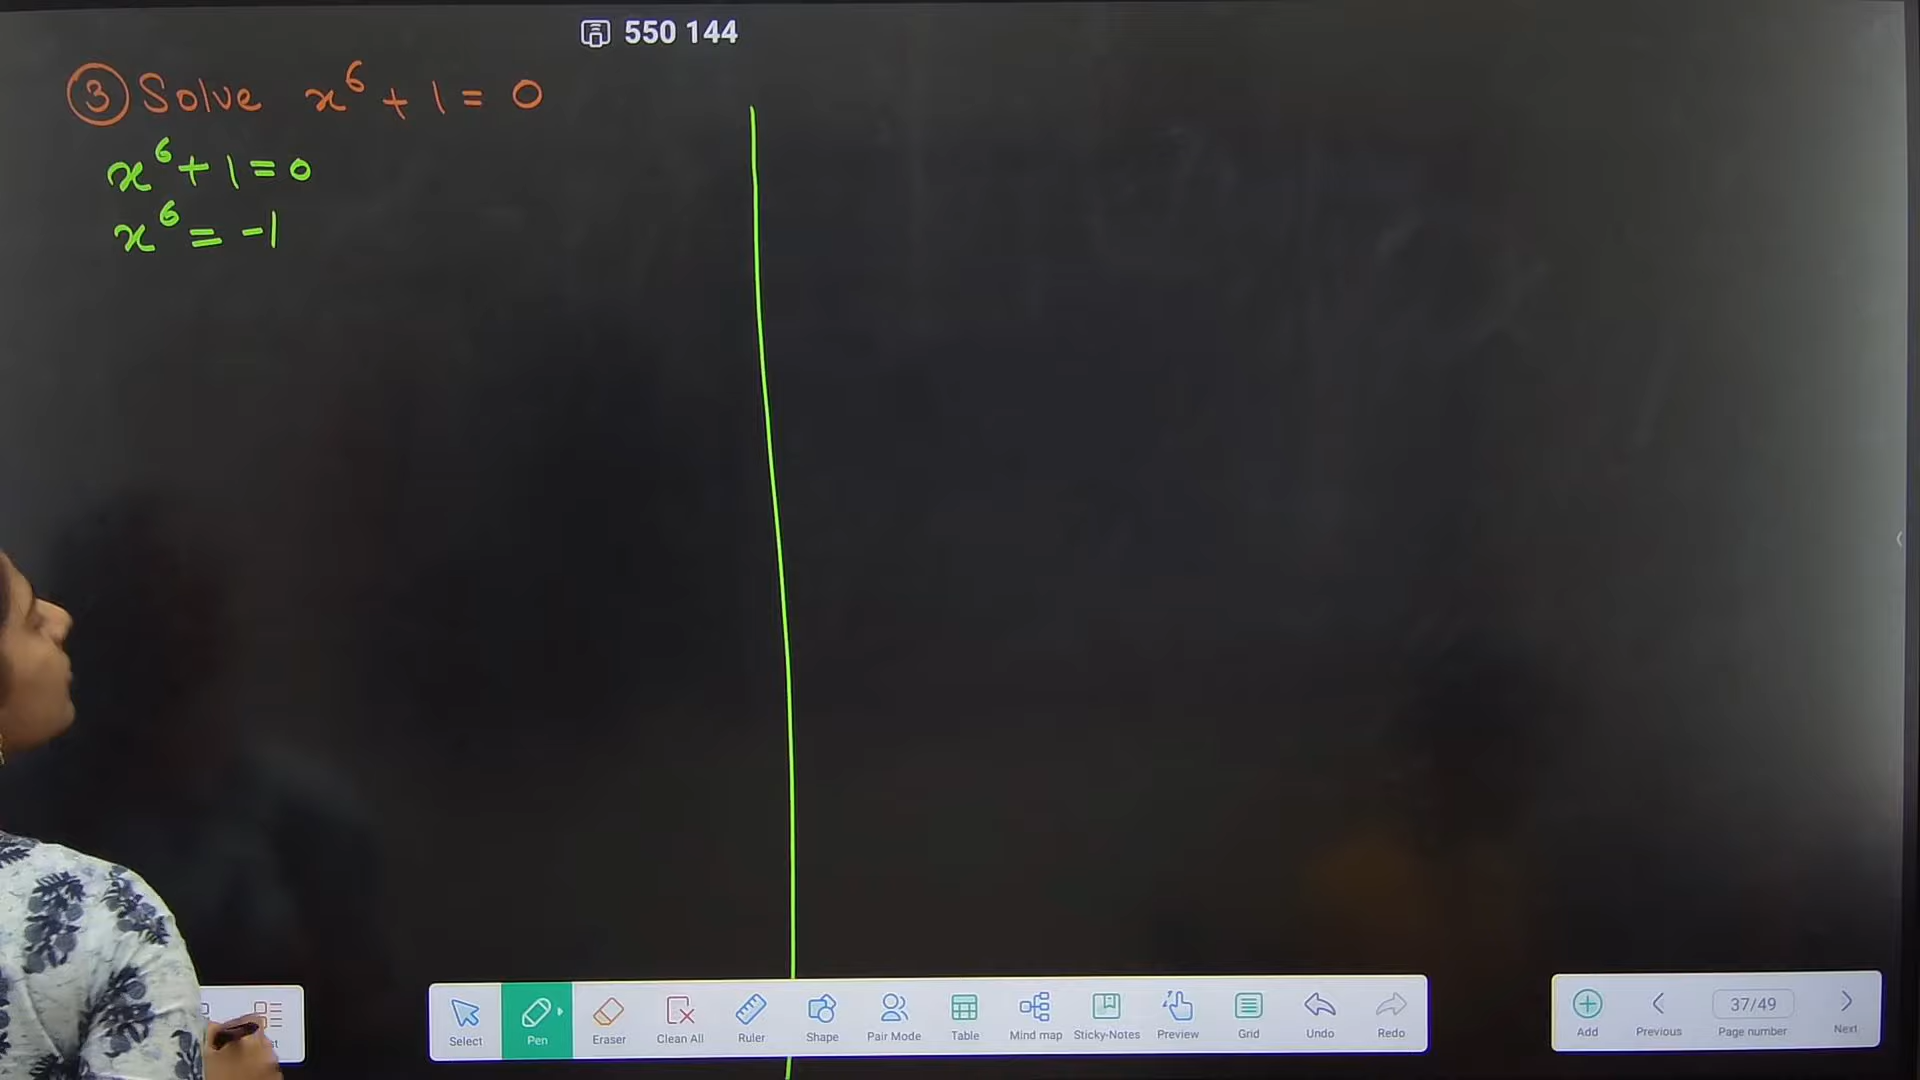 550 144
③ Solve x⁶ + 1 = 0
x⁶ + 1 = 0
x⁶ = -1
Select
Pen
Eraser
Clean All
Ruler
Shape
Pair Mode
Table
Mind map
Sticky-Notes
Preview
Grid
Undo
Redo
Add
Previous
37/49
Page number
Next